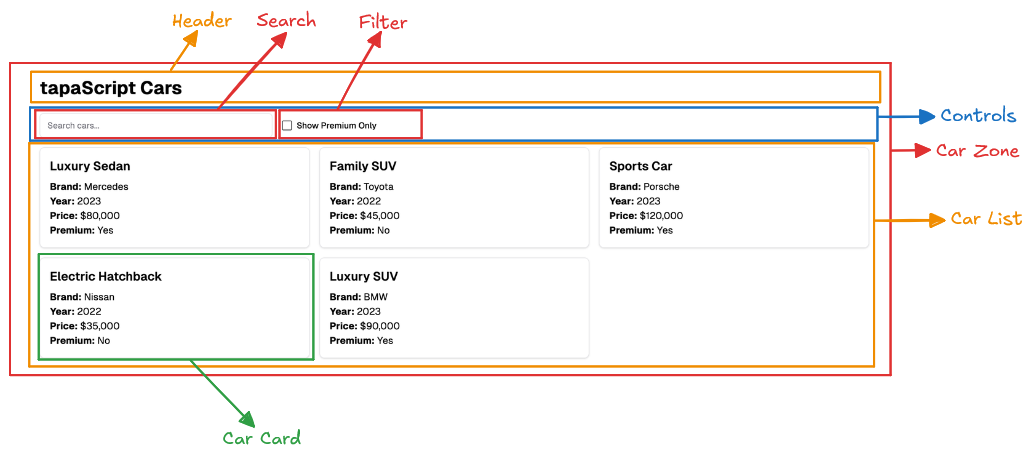 Header
Search
Filter
tapaScript Cars
Search cars...
Show Premium Only
Controls
Car Zone
Luxury Sedan
Brand: Mercedes
Year: 2023
Price: $80,000
Premium: Yes
Family SUV
Brand: Toyota
Year: 2022
Price: $45,000
Premium: No
Sports Car
Brand: Porsche
Year: 2023
Price: $120,000
Premium: Yes
Car List
Electric Hatchback
Brand: Nissan
Year: 2022
Price: $35,000
Premium: No
Luxury SUV
Brand: BMW
Year: 2023
Price: $90,000
Premium: Yes
Car Card